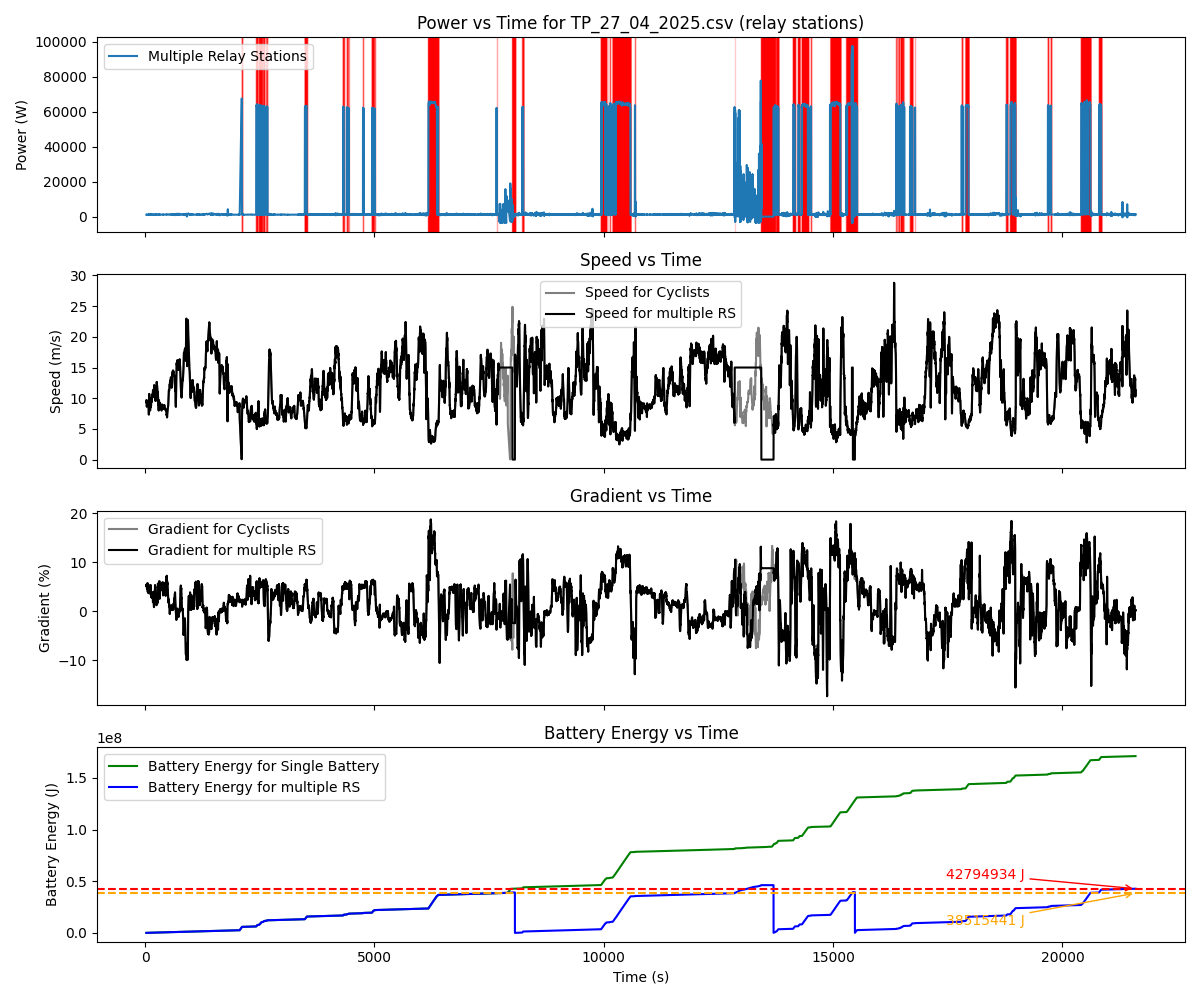 Power vs Time for TP_27_04_2025.csv (relay stations)
100000
80000
60000
40000
20000
0
Power (W)
Multiple Relay Stations
Speed vs Time
30
25
20
15
10
5
0
Speed (m/s)
Speed for Cyclists
Speed for multiple RS
Gradient vs Time
20
10
0
−10
Gradient (%)
Gradient for Cyclists
Gradient for multiple RS
Battery Energy vs Time
1e8
1.5
1.0
0.5
0.0
Battery Energy (J)
Battery Energy for Single Battery
Battery Energy for multiple RS
42794934 J
38515441 J
0
5000
10000
15000
20000
Time (s)